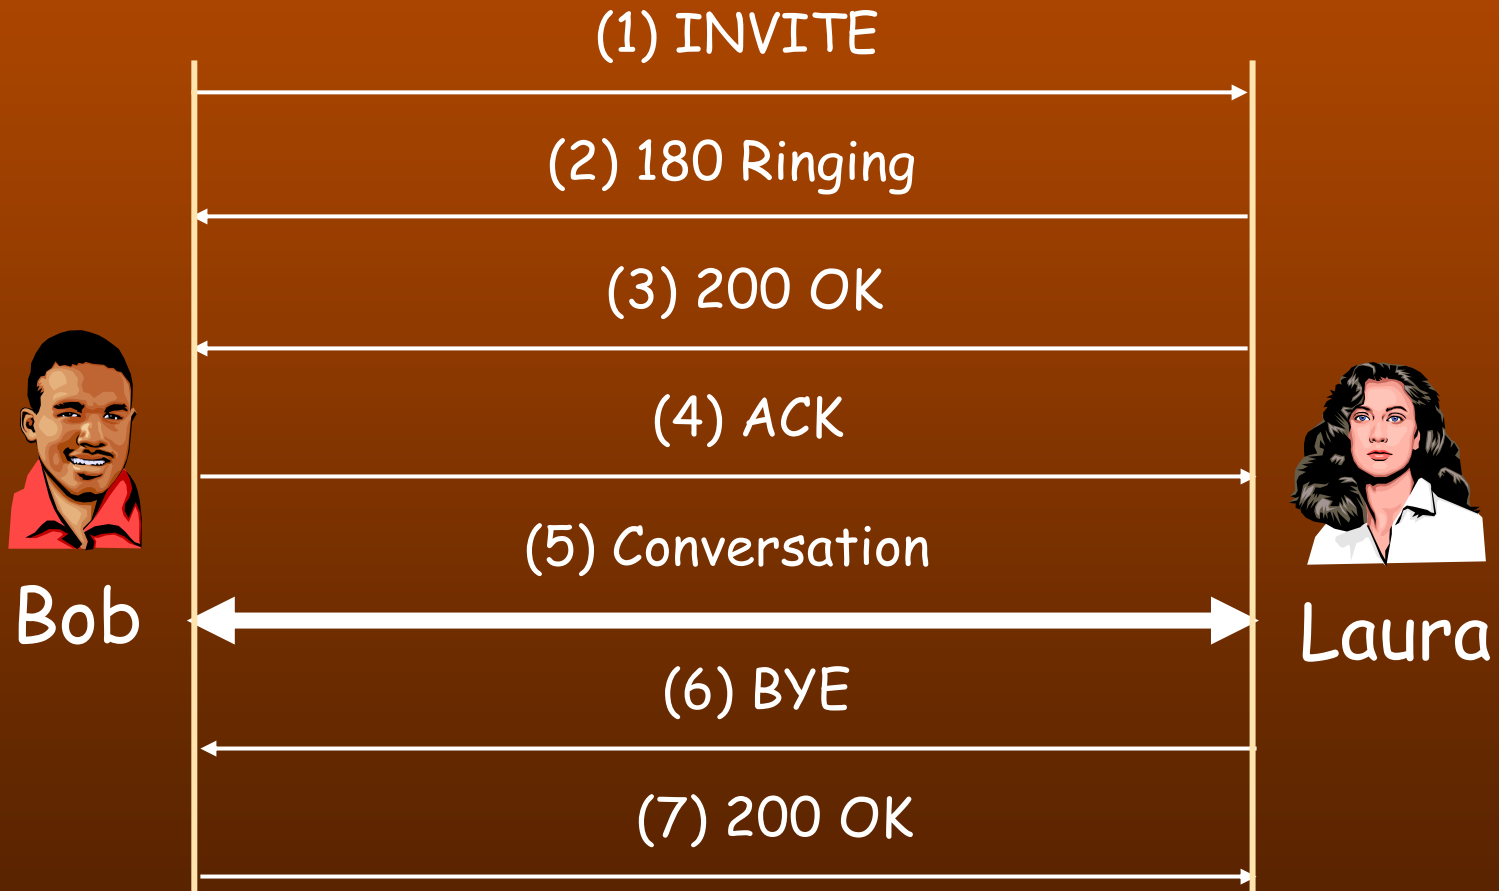 (1) INVITE
(2) 180 Ringing
(3) 200 OK
(4) ACK
(5) Conversation
Bob
Laura
(6) BYE
(7) 200 OK